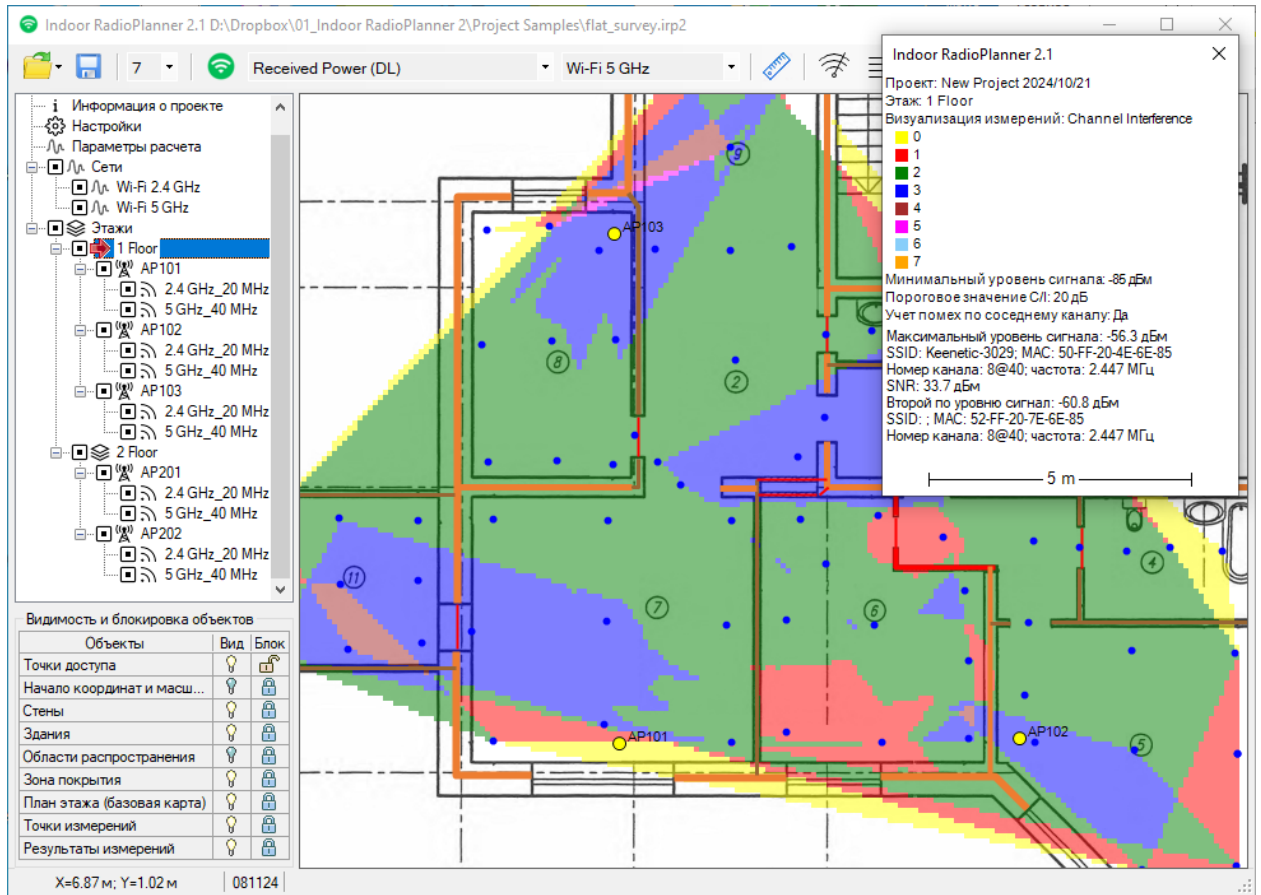 Indoor RadioPlanner 2.1 D:\Dropbox\01_Indoor RadioPlanner 2\Project Samples\flat_survey.irp2
7
Received Power (DL)
Wi-Fi 5 GHz
Информация о проекте
Настройки
Параметры расчета
Сети
Wi-Fi 2.4 GHz
Wi-Fi 5 GHz
Этажи
1 Floor
AP101
2.4 GHz_20 MHz
5 GHz_40 MHz
AP102
2.4 GHz_20 MHz
5 GHz_40 MHz
AP103
2.4 GHz_20 MHz
5 GHz_40 MHz
2 Floor
AP201
2.4 GHz_20 MHz
5 GHz_40 MHz
AP202
2.4 GHz_20 MHz
5 GHz_40 MHz
Видимость и блокировка объектов
Объекты Вид Блок
Точки доступа
Начало координат и масш...
Стены
Здания
Области распространения
Зона покрытия
План этажа (базовая карта)
Точки измерений
Результаты измерений
X=6.87 м; Y=1.02 м 081124
9
AP103
8
2
11
7
6
4
AP101
AP102
5
Indoor RadioPlanner 2.1
Проект: New Project 2024/10/21
Этаж: 1 Floor
Визуализация измерений: Channel Interference
0
1
2
3
4
5
6
7
Минимальный уровень сигнала: -85 дБм
Пороговое значение C/I: 20 дБ
Учет помех по соседнему каналу: Да
Максимальный уровень сигнала: -56.3 дБм
SSID: Keenetic-3029; MAC: 50-FF-20-4E-6E-85
Номер канала: 8@40; частота: 2.447 МГц
SNR: 33.7 дБм
Второй по уровню сигнал: -60.8 дБм
SSID: ; MAC: 52-FF-20-7E-6E-85
Номер канала: 8@40; частота: 2.447 МГц
5 m